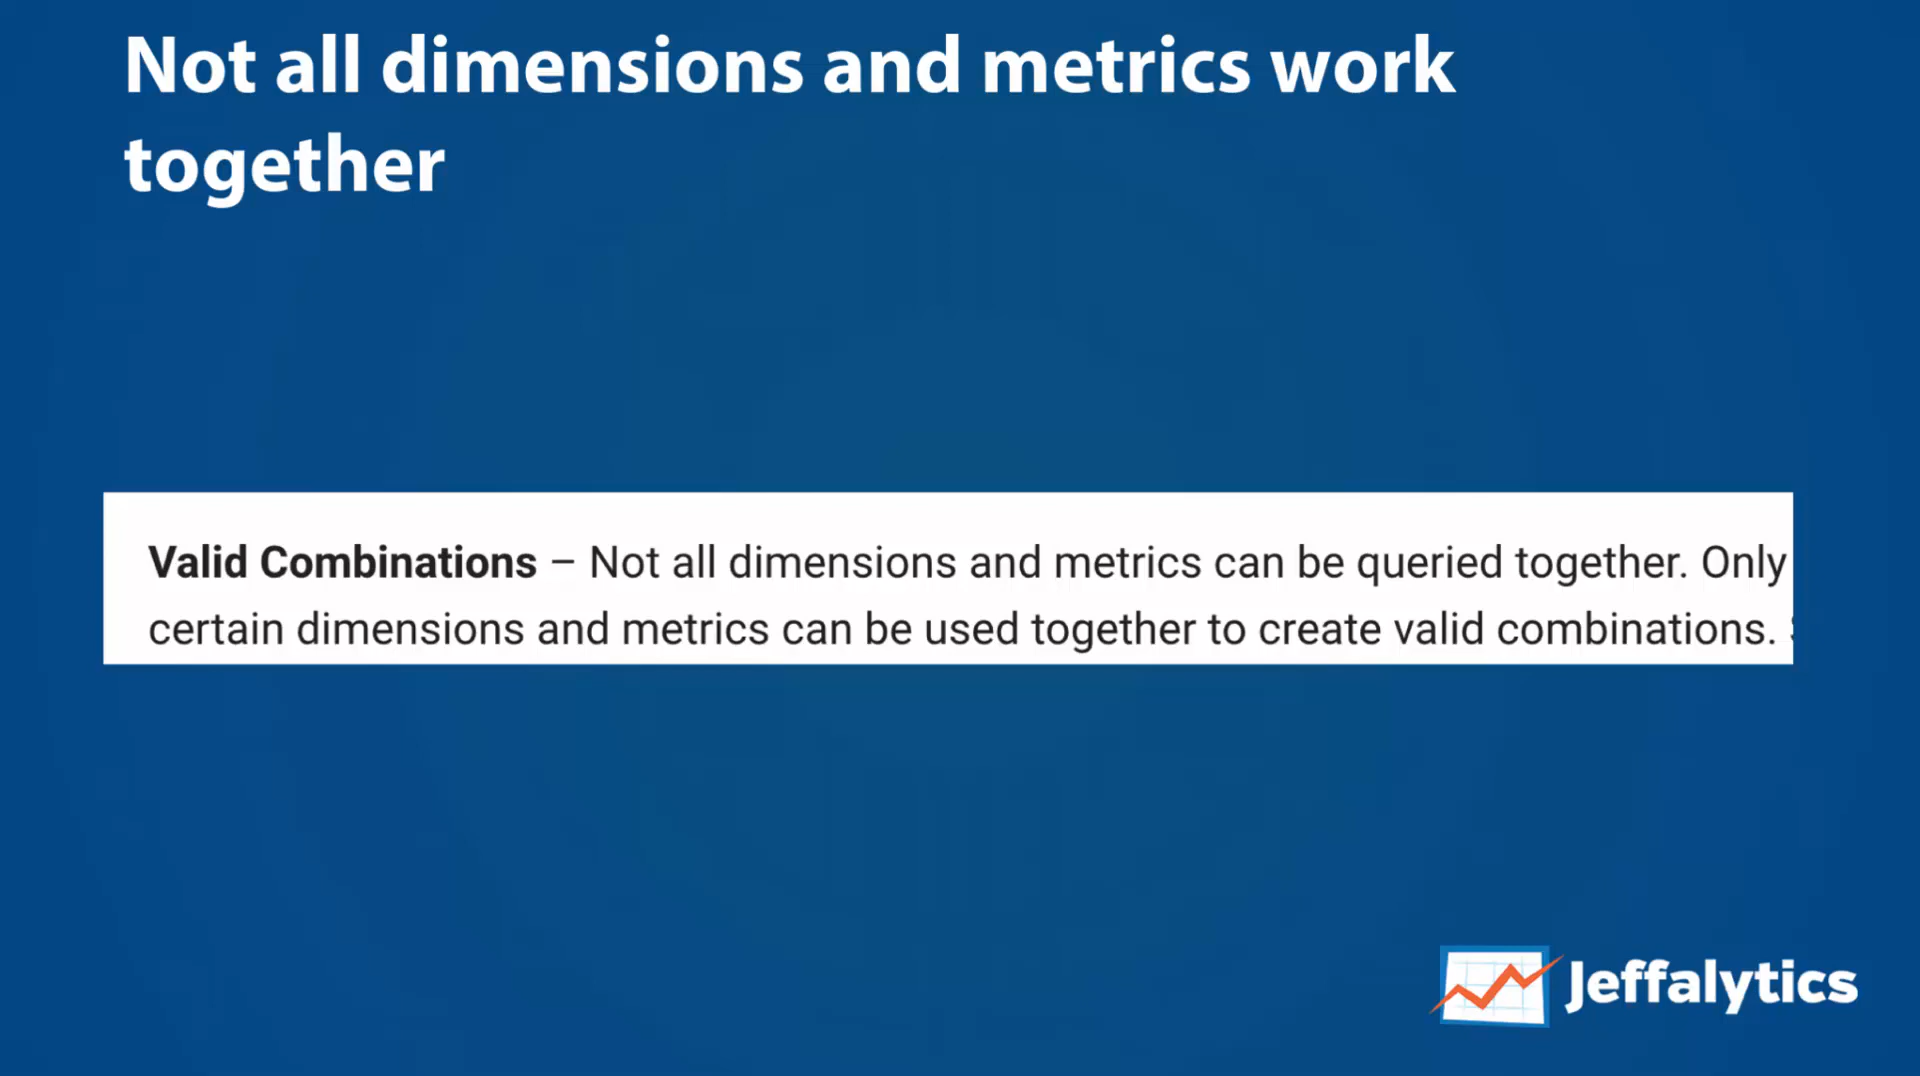 Not all dimensions and metrics work
together
Valid Combinations – Not all dimensions and metrics can be queried together. Only
certain dimensions and metrics can be used together to create valid combinations.
Jeffalytics